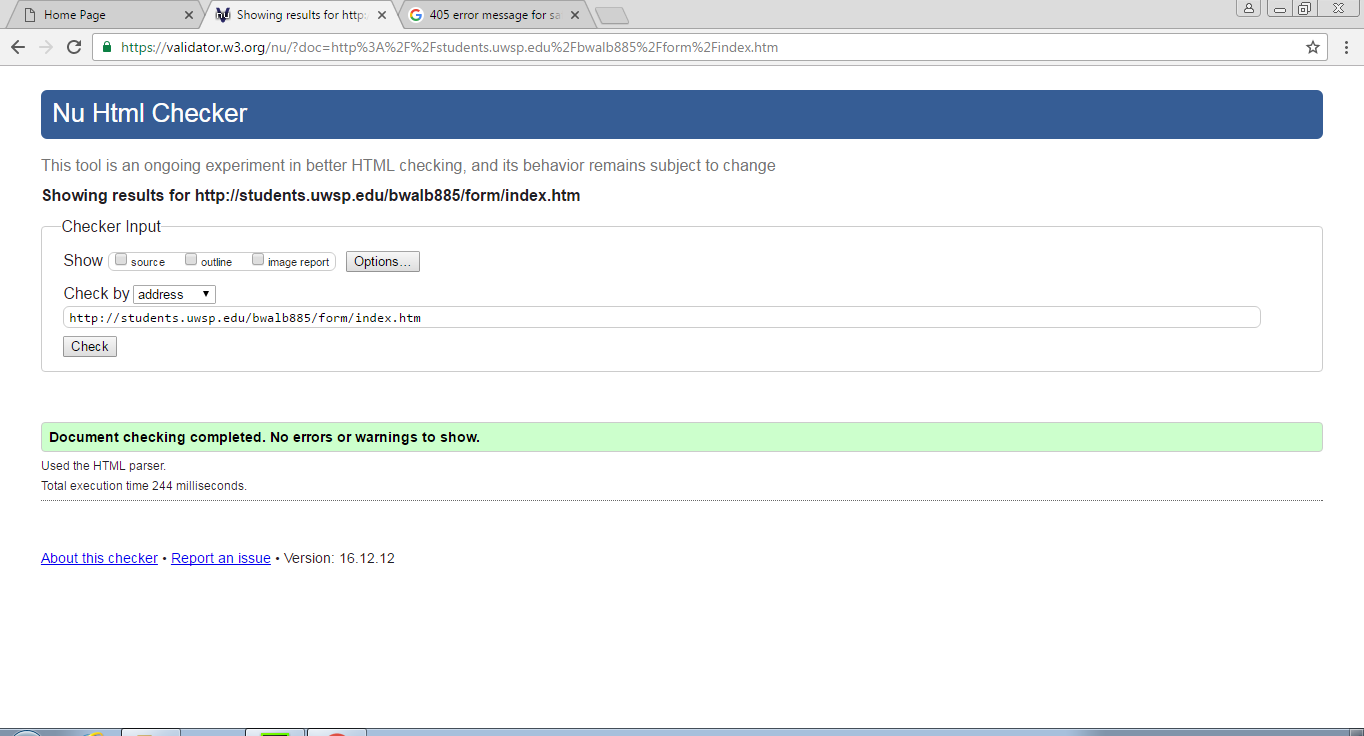 Home Page
Showing results for http:
405 error message for sa
https://validator.w3.org/nu/?doc=http%3A%2F%2Fstudents.uwsp.edu%2Fbwalb885%2Fform%2Findex.htm
Nu Html Checker
This tool is an ongoing experiment in better HTML checking, and its behavior remains subject to change
Showing results for http://students.uwsp.edu/bwalb885/form/index.htm
Checker Input
Show source outline image report Options...
Check by address
http://students.uwsp.edu/bwalb885/form/index.htm
Check
Document checking completed. No errors or warnings to show.
Used the HTML parser.
Total execution time 244 milliseconds.
About this checker • Report an issue • Version: 16.12.12